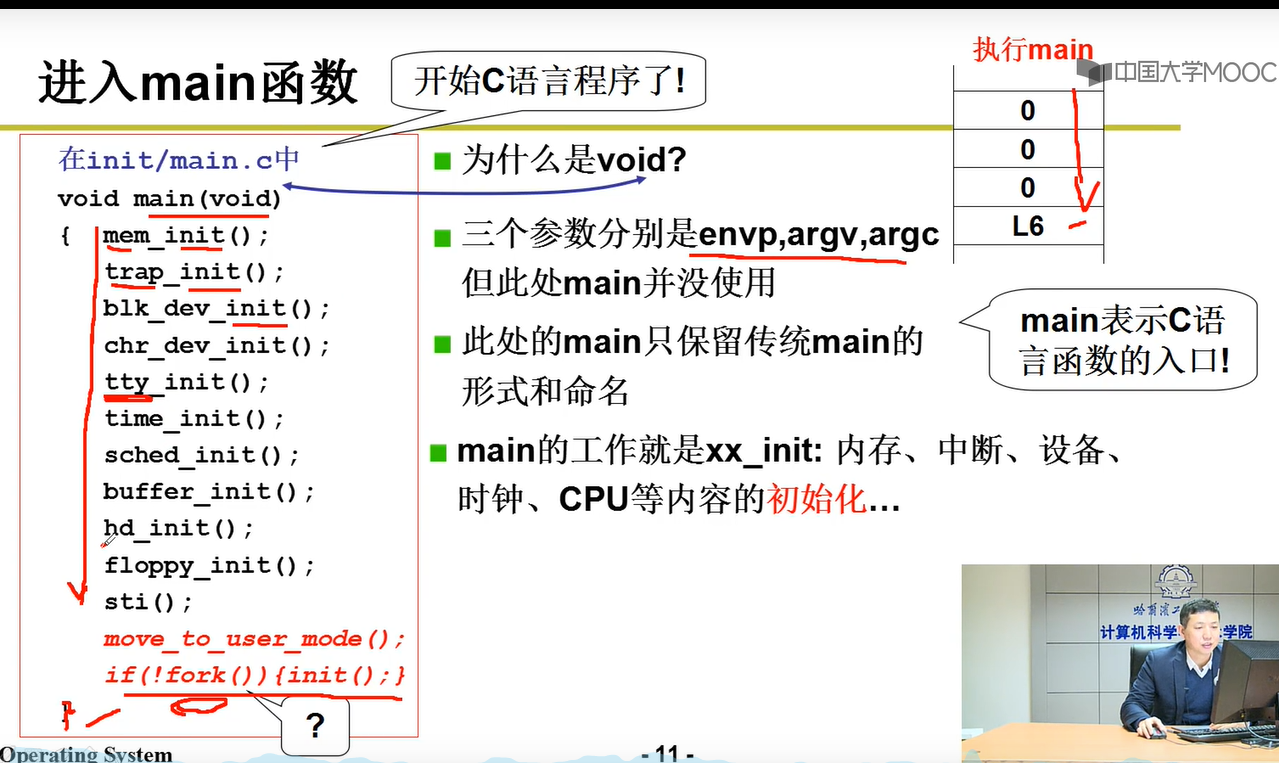 进入main函数
开始C语言程序了!
执行main
中国大学MOOC
0
0
0
L6
在init/main.c中
void main(void)
{ mem_init();
trap_init();
blk_dev_init();
chr_dev_init();
tty_init();
time_init();
sched_init();
buffer_init();
hd_init();
floppy_init();
sti();
move_to_user_mode();
if(!fork()){init();}
}
?
为什么是void?
三个参数分别是envp,argv,argc
但此处main并没使用
此处的main只保留传统main的
形式和命名
main表示C语
言函数的入口!
main的工作就是xx_init: 内存、中断、设备、
时钟、CPU等内容的初始化...
哈尔滨工
计算机科学
学院
Operating System
- 11 -